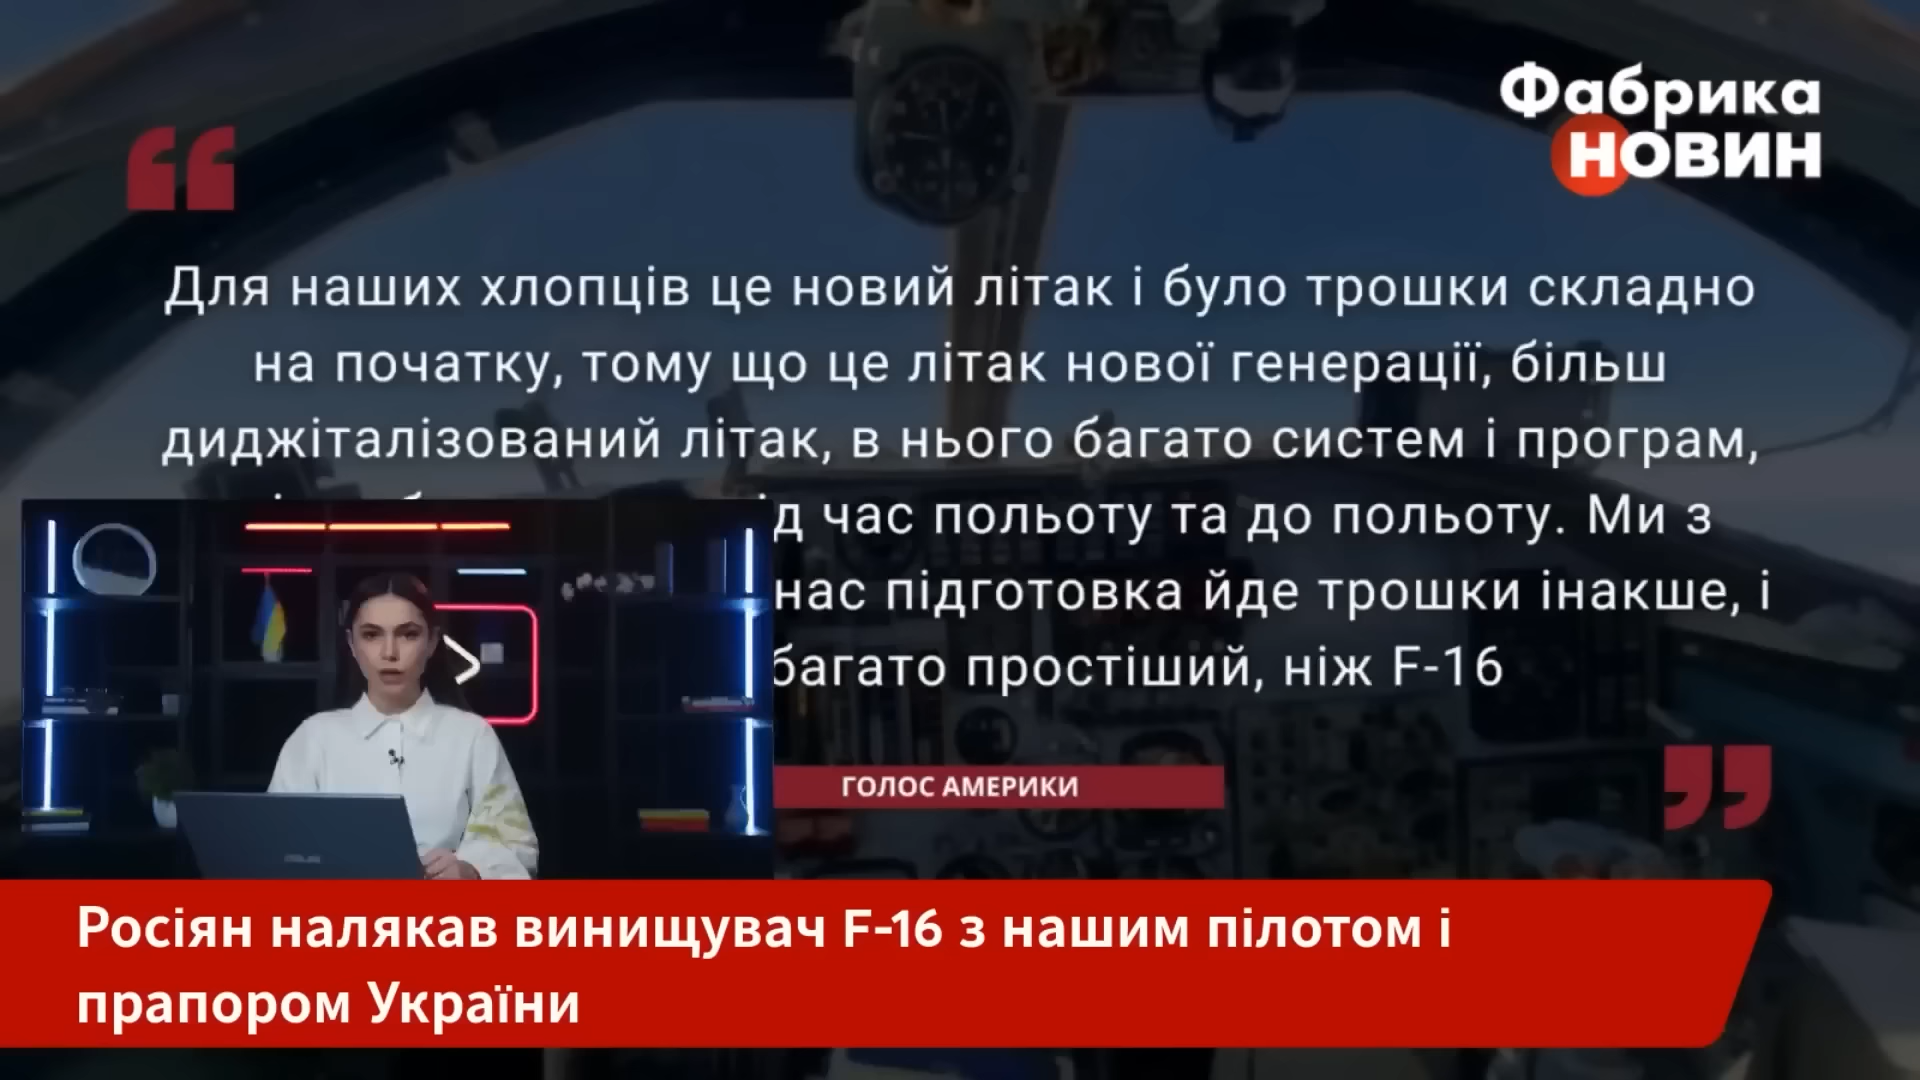 Фабрика
новин
Для наших хлопців це новий літак і було трошки складно
на початку, тому що це літак нової генерації, більш
диджіталізований літак, в нього багато систем і програм,
час польоту та до польоту. Ми з
нас підготовка йде трошки інакше, і
багато простіший, ніж F-16
ГОЛОС АМЕРИКИ
Росіян налякав винищувач F-16 з нашим пілотом і
прапором України